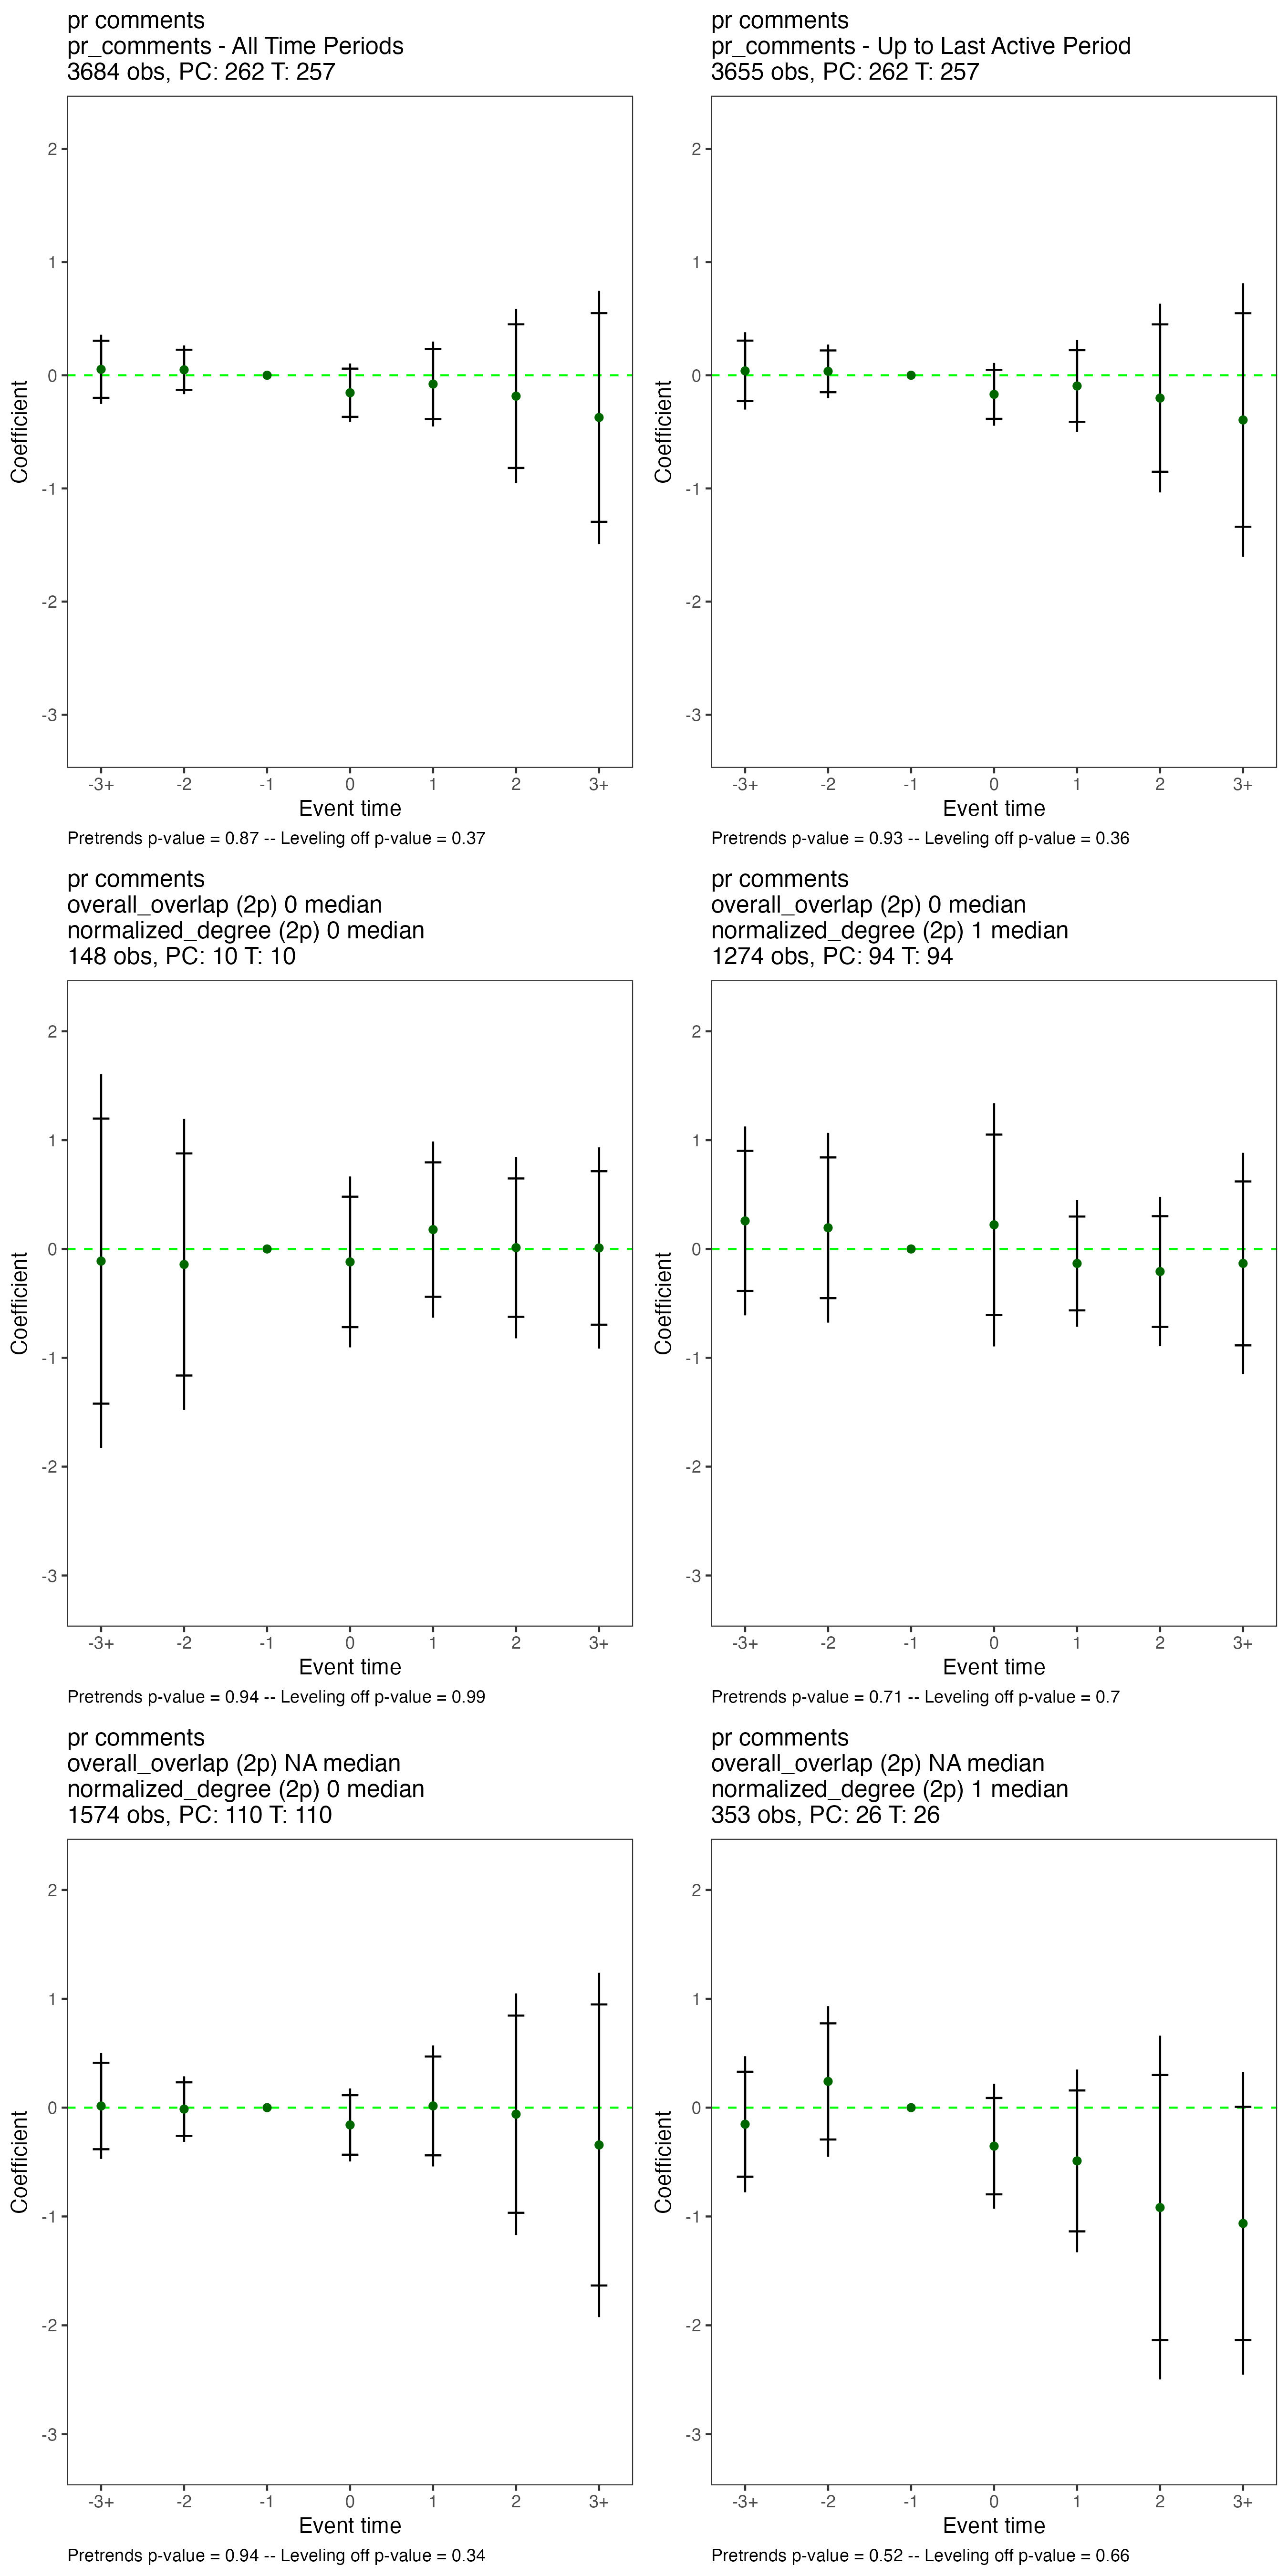 pr comments
pr_comments - All Time Periods
3684 obs, PC: 262 T: 257
2
1
0
-1
-2
-3
Coefficient
-3+ -2 -1 0 1 2 3+
Event time
Pretrends p-value = 0.87 -- Leveling off p-value = 0.37
pr comments
pr_comments - Up to Last Active Period
3655 obs, PC: 262 T: 257
2
1
0
-1
-2
-3
Coefficient
-3+ -2 -1 0 1 2 3+
Event time
Pretrends p-value = 0.93 -- Leveling off p-value = 0.36
pr comments
overall_overlap (2p) 0 median
normalized_degree (2p) 0 median
148 obs, PC: 10 T: 10
2
1
0
-1
-2
-3
Coefficient
-3+ -2 -1 0 1 2 3+
Event time
Pretrends p-value = 0.94 -- Leveling off p-value = 0.99
pr comments
overall_overlap (2p) 0 median
normalized_degree (2p) 1 median
1274 obs, PC: 94 T: 94
2
1
0
-1
-2
-3
Coefficient
-3+ -2 -1 0 1 2 3+
Event time
Pretrends p-value = 0.71 -- Leveling off p-value = 0.7
pr comments
overall_overlap (2p) NA median
normalized_degree (2p) 0 median
1574 obs, PC: 110 T: 110
2
1
0
-1
-2
-3
Coefficient
-3+ -2 -1 0 1 2 3+
Event time
Pretrends p-value = 0.94 -- Leveling off p-value = 0.34
pr comments
overall_overlap (2p) NA median
normalized_degree (2p) 1 median
353 obs, PC: 26 T: 26
2
1
0
-1
-2
-3
Coefficient
-3+ -2 -1 0 1 2 3+
Event time
Pretrends p-value = 0.52 -- Leveling off p-value = 0.66